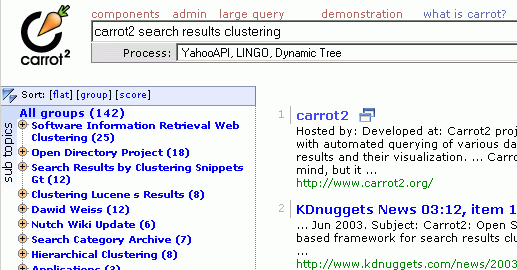 components admin large query demonstration what is carrot?
carrot2 search results clustering
Process: YahooAPI, LINGO, Dynamic Tree
carrot2
Sort: [flat] [group] [score]
sub topics
All groups (142)
Software Information Retrieval Web
Clustering (25)
Open Directory Project (18)
Search Results by Clustering Snippets
Gt (12)
Clustering Lucene s Results (8)
Dawid Weiss (12)
Nutch Wiki Update (6)
Search Category Archive (7)
Hierarchical Clustering (8)
Applications (3)
1 carrot2
Hosted by: Developed at: Carrot2 proj
with automated querying of various da
results and their visualization. ... Carro
mind, but it ...
http://www.carrot2.org/
2 KDnuggets News 03:12, item 1
... Jun 2003. Subject: Carrot2: Open S
based framework for search results clu
http://www.kdnuggets.com/news/2003